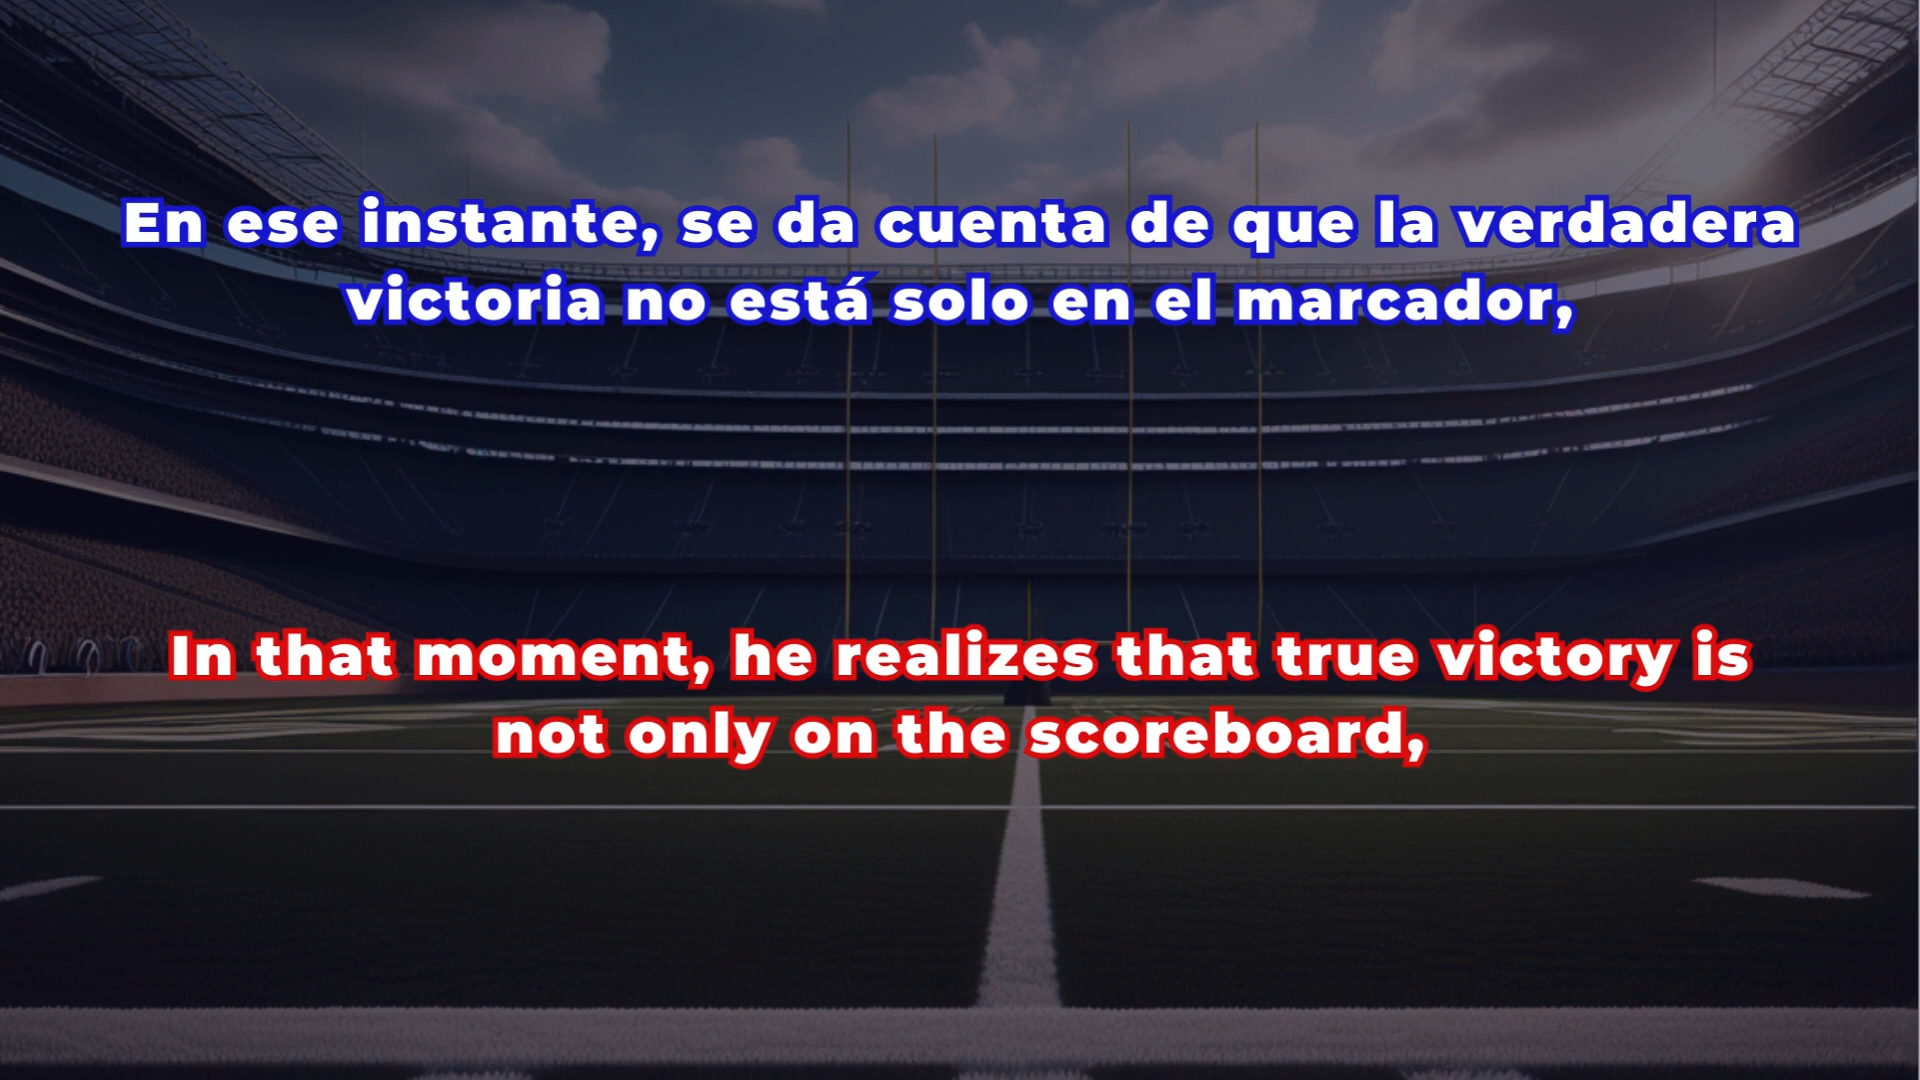 En ese instante, se da cuenta de que la verdadera
victoria no está solo en el marcador,
In that moment, he realizes that true victory is
not only on the scoreboard,